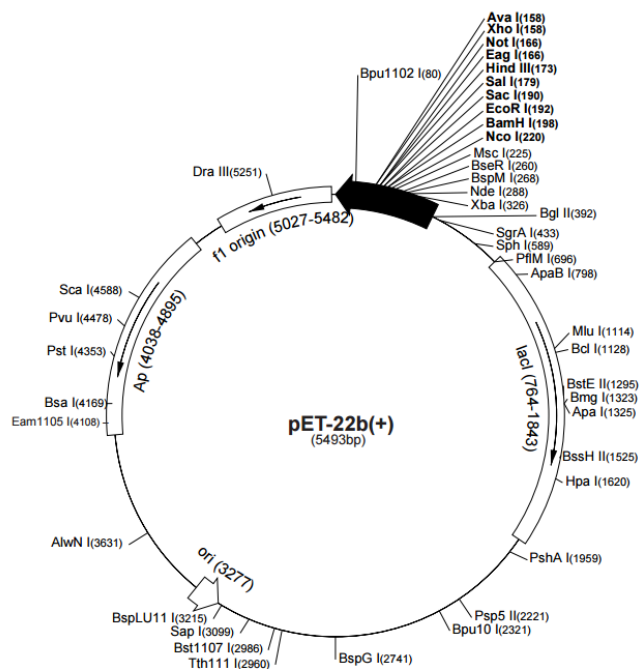 Ava I(158)
Xho I(158)
Not I(166)
Eag I(166)
Hind III(173)
Sal I(179)
Sac I(190)
EcoR I(192)
BamH I(198)
Nco I(220)
Bpu1102 I(80)
Msc I(225)
BseR I(260)
BspM I(268)
Nde I(288)
Xba I(326)
Bgl II(392)
SgrA I(433)
Sph I(589)
PflM I(696)
ApaB I(798)
Mlu I(1114)
Bcl I(1128)
BstE II(1295)
Bmg I(1323)
Apa I(1325)
BssH II(1525)
Hpa I(1620)
PshA I(1959)
Psp5 II(2221)
Bpu10 I(2321)
BspG I(2741)
Tth111 I(2960)
Bst1107 I(2986)
Sap I(3099)
BspLU11 I(3215)
AlwN I(3631)
Eam1105 I(4108)
Bsa I(4169)
Pst I(4353)
Pvu I(4478)
Sca I(4588)
Dra III(5251)
f1 origin (5027-5482)
Ap (4038-4895)
lacI (764-1843)
ori (3277)
pET-22b(+)
(5493bp)